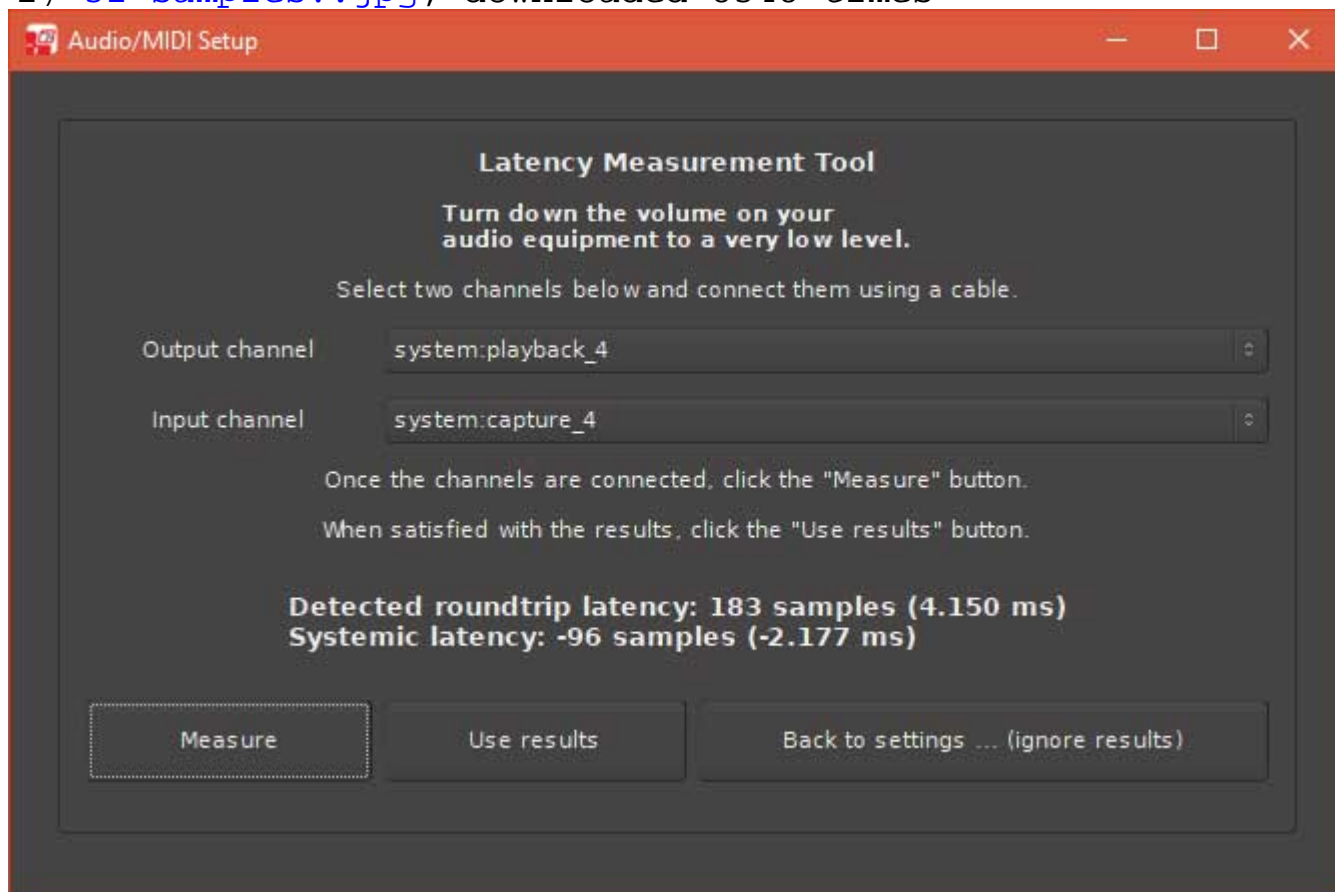 Audio/MIDI Setup
Latency Measurement Tool
Turn down the volume on your
audio equipment to a very low level.
Select two channels below and connect them using a cable.
Output channel system:playback_4
Input channel system:capture_4
Once the channels are connected, click the "Measure" button.
When satisfied with the results, click the "Use results" button.
Detected roundtrip latency: 183 samples (4.150 ms)
Systemic latency: -96 samples (-2.177 ms)
Measure Use results Back to settings ... (ignore results)